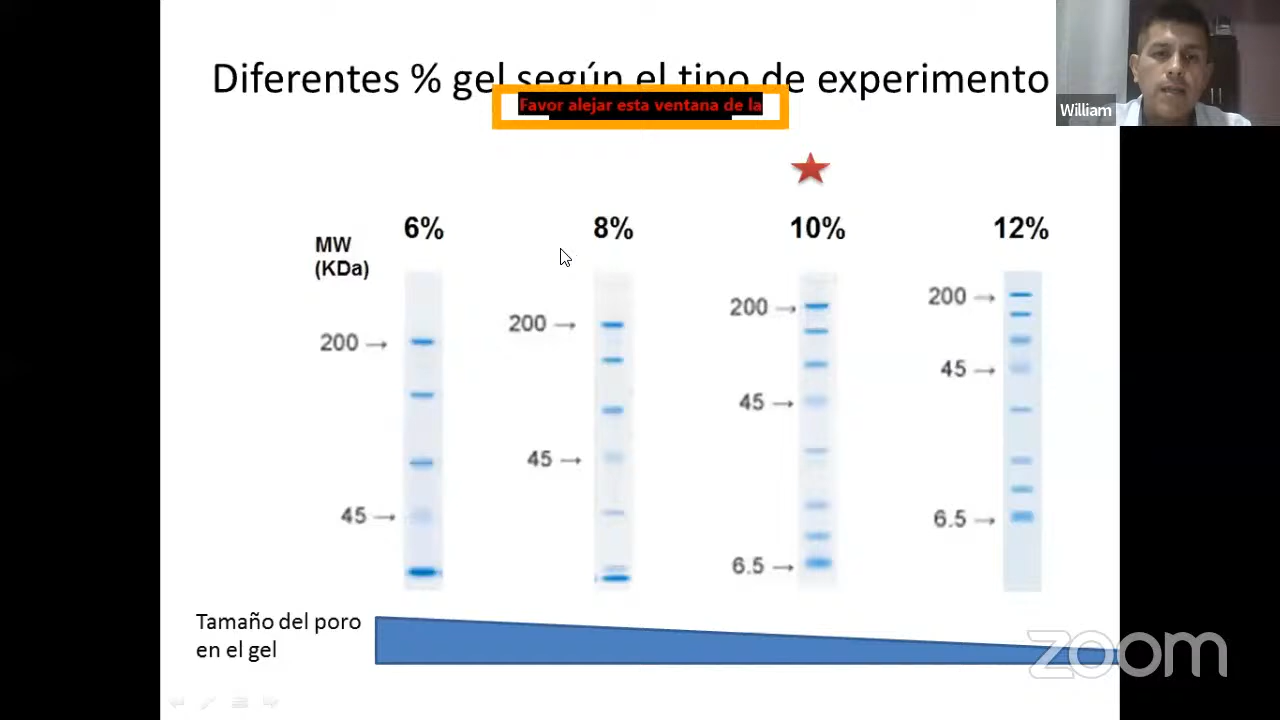 Diferentes % gel según el tipo de experimento
Favor alejar esta ventana de la
William
6%
8%
10%
12%
MW
(KDa)
200 →
45 →
200 →
45 →
200 →
45 →
6.5 →
200 →
45 →
6.5 →
Tamaño del poro
en el gel
zoom